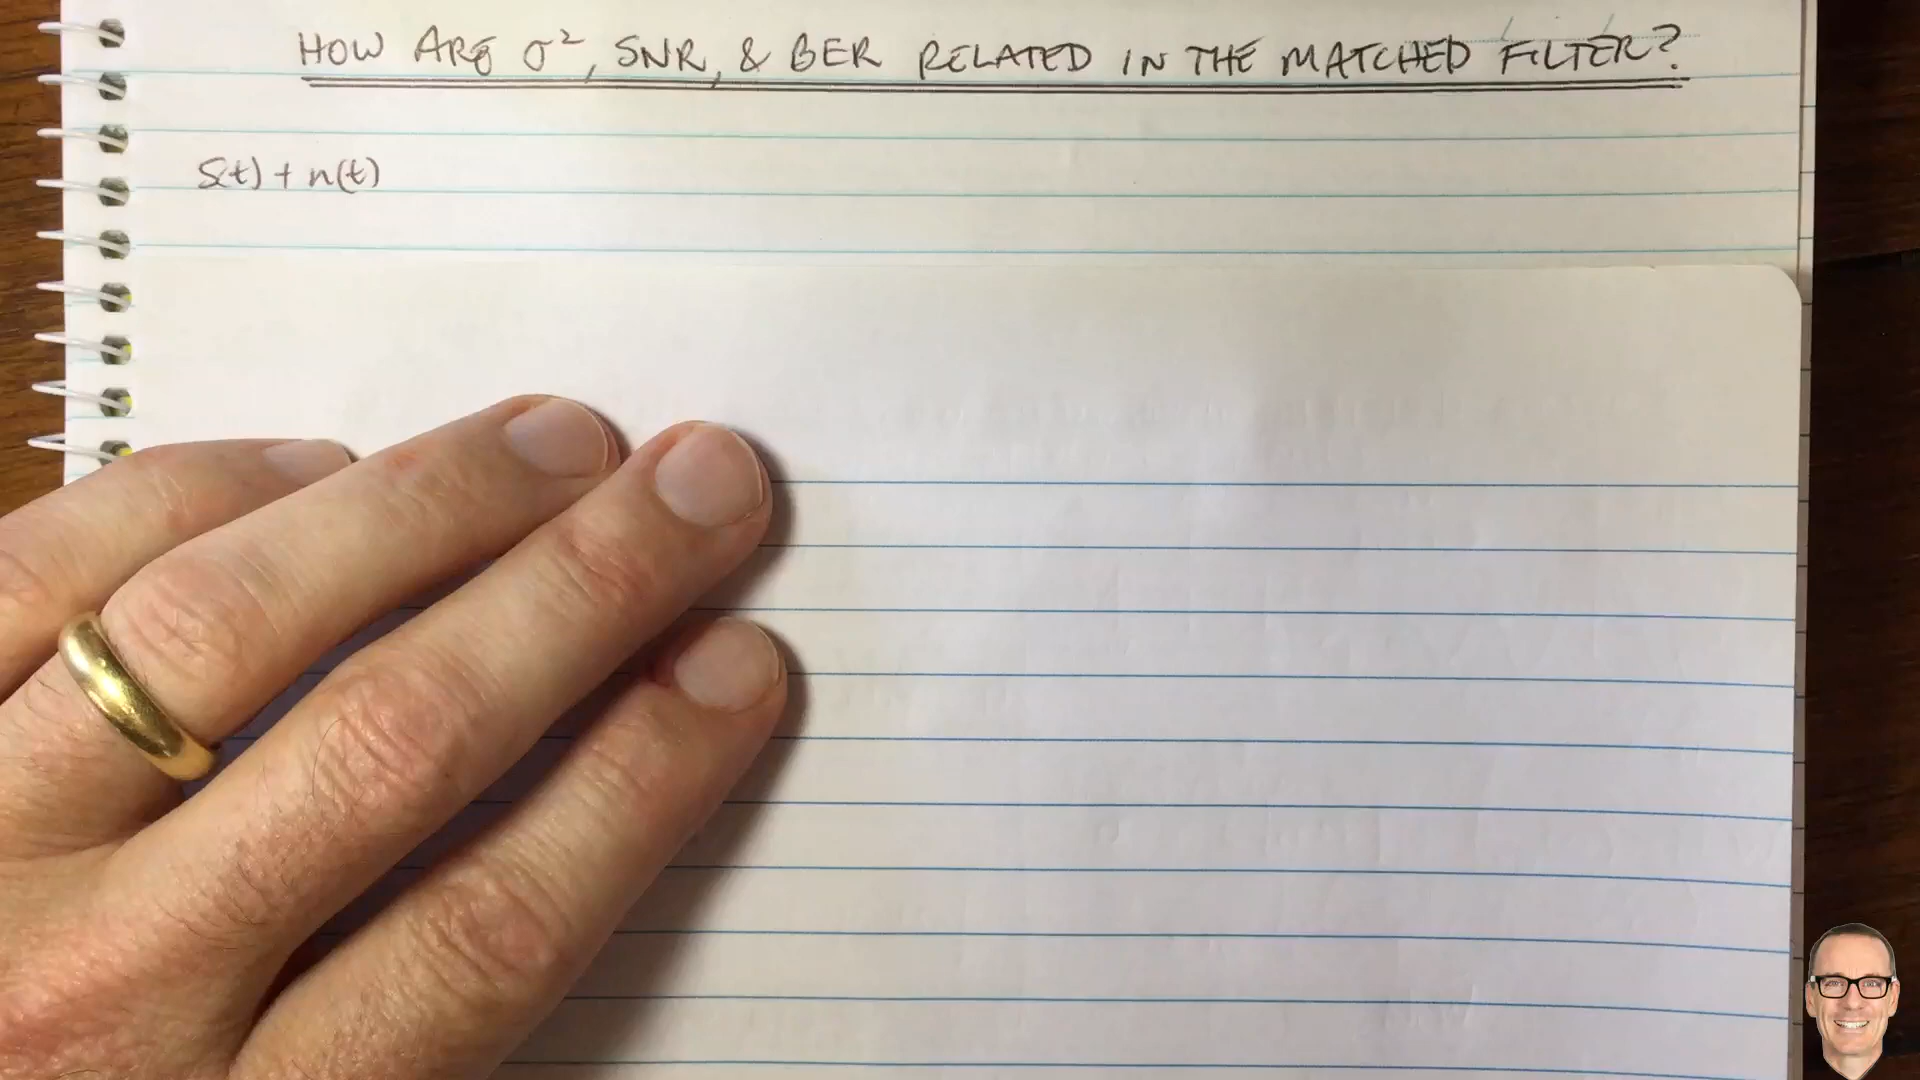 HOW ARE σ², SNR, & BER RELATED IN THE MATCHED FILTER?
s(t) + n(t)